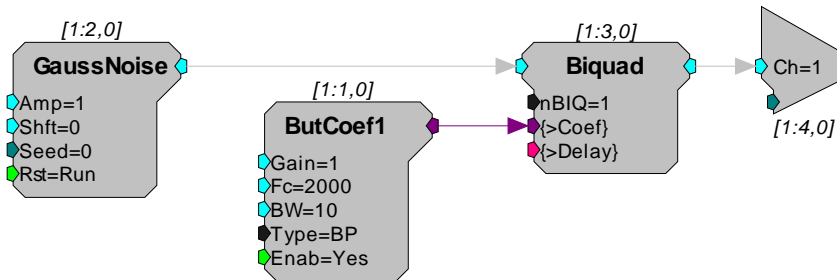 [1:2,0]
GaussNoise
Amp=1
Shft=0
Seed=0
Rst=Run
[1:1,0]
ButCoef1
Gain=1
Fc=2000
BW=10
Type=BP
Enab=Yes
[1:3,0]
Biquad
nBIQ=1
{>Coef}
{>Delay}
Ch=1
[1:4,0]